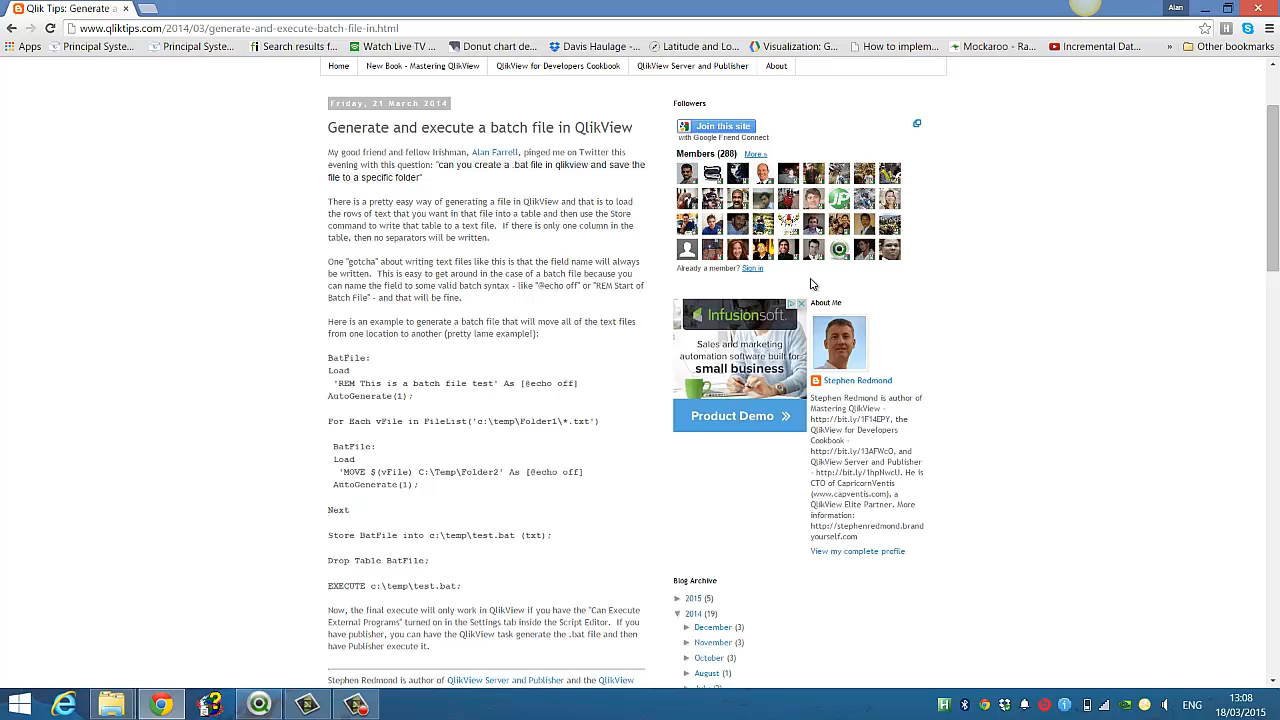 Qlik Tips: Generate a
Alan
www.qliktips.com/2014/03/generate-and-execute-batch-file-in.html
Apps
Principal System...
Principal Syste...
Search results f...
Watch Live TV ...
Donut chart de...
Davis Haulage -...
Latitude and Lo...
Visualization: G...
How to implem...
Mockaroo - Ra...
Incremental Dat...
»
Other bookmarks
Home
New Book - Mastering QlikView
QlikView for Developers Cookbook
QlikView Server and Publisher
About
Friday, 21 March 2014
Generate and execute a batch file in QlikView
My good friend and fellow Irishman, Alan Farrell, pinged me on Twitter this
evening with this question: "can you create a .bat file in qlikview and save the
file to a specific folder"
There is a pretty easy way of generating a file in QlikView and that is to load
the rows of text that you want in that file into a table and then use the Store
command to write that table to a text file. If there is only one column in the
table, then no separators will be written.
One "gotcha" about writing text files like this is that the field name will always
be written. This is easy to get around in the case of a batch file because you
can name the field to some valid batch syntax - like "@echo off" or "REM Start of
Batch File" - and that will be fine.
Here is an example to generate a batch file that will move all of the text files
from one location to another (pretty lame example!):
BatFile:
Load
'REM This is a batch file test' As [@echo off]
AutoGenerate(1);
For Each vFile in FileList('c:\temp\Folder1\*.txt')
BatFile:
Load
'MOVE $(vFile) C:\Temp\Folder2' As [@echo off]
AutoGenerate(1);
Next
Store BatFile into c:\temp\test.bat (txt);
Drop Table BatFile;
EXECUTE c:\temp\test.bat;
Now, the final execute will only work in QlikView if you have the "Can Execute
External Programs" turned on in the Settings tab inside the Script Editor. If you
have publisher, you can have the QlikView task generate the .bat file and then
have Publisher execute it.
Stephen Redmond is author of QlikView Server and Publisher and the QlikView
Followers
Join this site
with Google Friend Connect
Members (286) More »
Already a member? Sign in
Infusionsoft.
Sales and marketing
automation software built for
small business
Product Demo »
About Me
Stephen Redmond
Stephen Redmond is author of
Mastering QlikView -
http://bit.ly/1F14EPY, the
QlikView for Developers
Cookbook -
http://bit.ly/13AFWcO, and
QlikView Server and Publisher
- http://bit.ly/1hpNwcU. He is
CTO of CapricornVentis
(www.capventis.com), a
QlikView Elite Partner. More
information:
http://stephenredmond.brand
yourself.com
View my complete profile
Blog Archive
► 2015 (5)
▼ 2014 (19)
► December (3)
► November (3)
► October (3)
► August (1)
ENG
13:08
18/03/2015